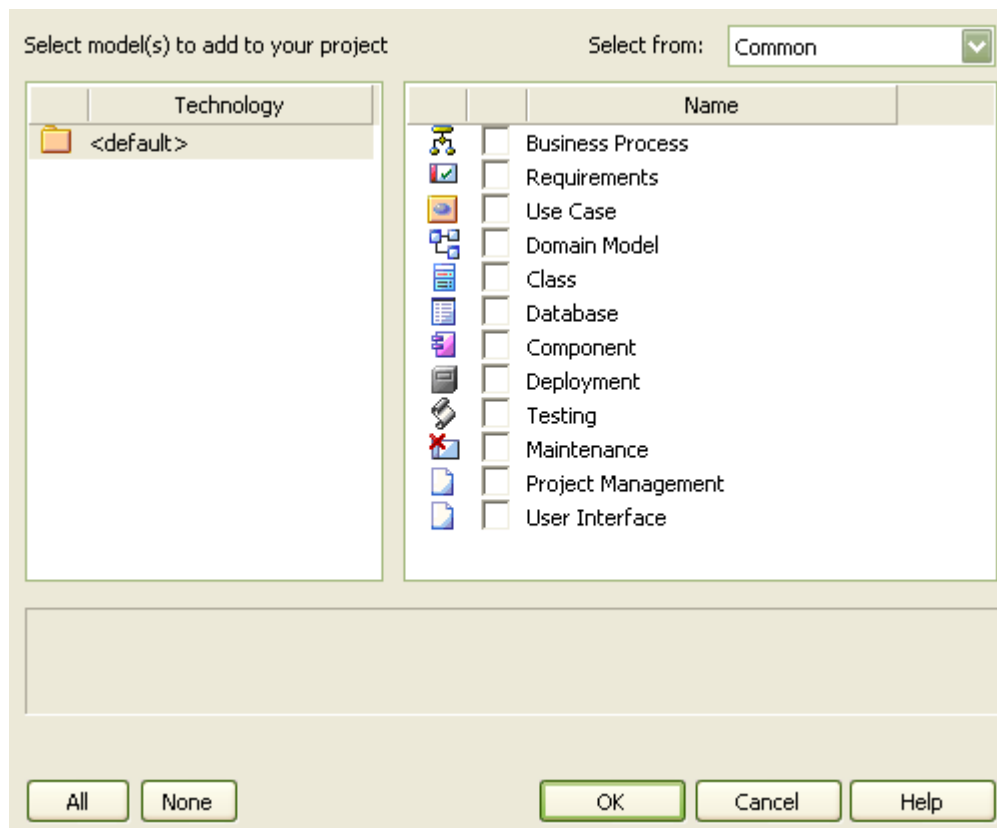 Select model(s) to add to your project
Select from: Common
Technology
<default>
Name
Business Process
Requirements
Use Case
Domain Model
Class
Database
Component
Deployment
Testing
Maintenance
Project Management
User Interface
All None OK Cancel Help